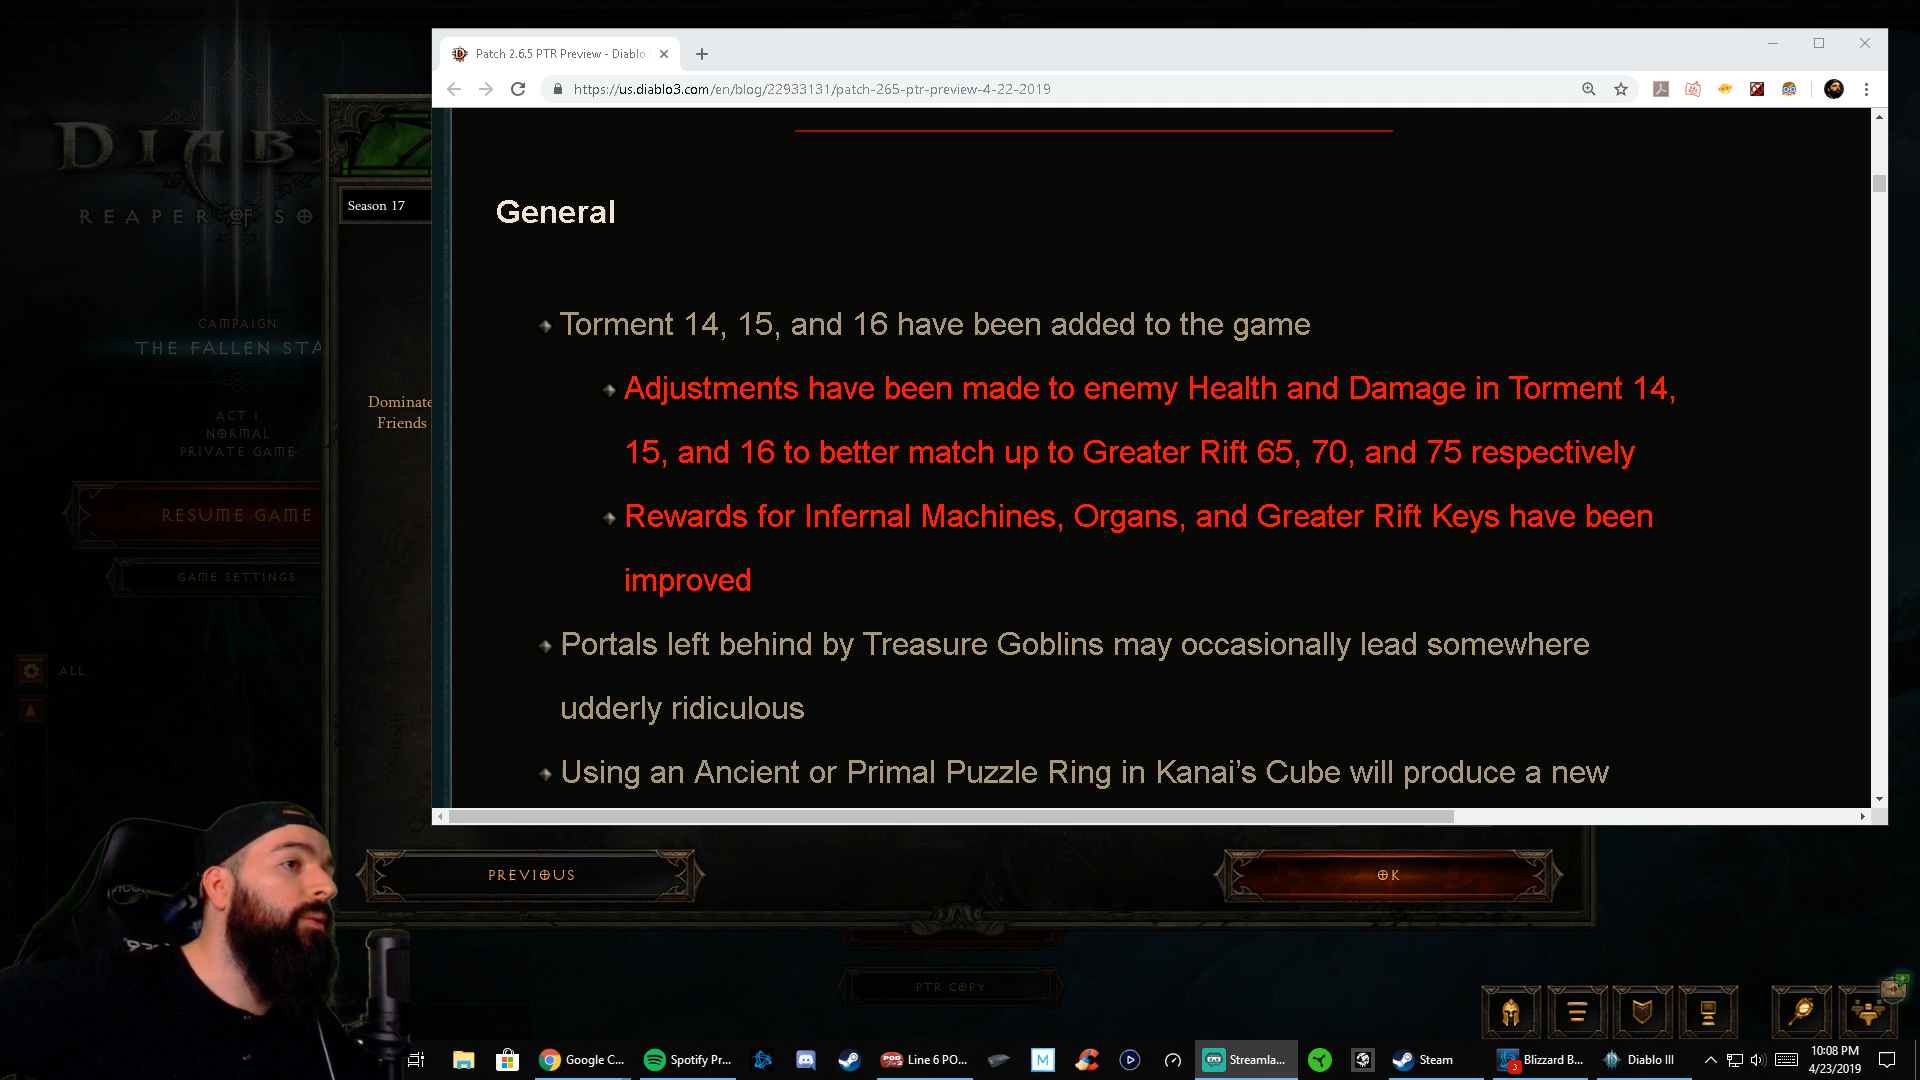 Patch 2.6.5 PTR Preview - Diablo
https://us.diablo3.com/en/blog/22933131/patch-265-ptr-preview-4-22-2019
General
Torment 14, 15, and 16 have been added to the game
Adjustments have been made to enemy Health and Damage in Torment 14,
15, and 16 to better match up to Greater Rift 65, 70, and 75 respectively
Rewards for Infernal Machines, Organs, and Greater Rift Keys have been
improved
Portals left behind by Treasure Goblins may occasionally lead somewhere
udderly ridiculous
Using an Ancient or Primal Puzzle Ring in Kanai’s Cube will produce a new
DIAB
REAPER OF SO
Season 17
CAMPAIGN
THE FALLEN STA
ACT I
NORMAL
PRIVATE GAME
RESUME GAME
GAME SETTINGS
Dominate
Friends
ALL
PREVIOUS
OK
PTR COPY
Google C...
Spotify Pr...
POD
Line 6 PO...
M
Streamla...
Steam
3
Blizzard B...
Diablo III
10:08 PM
4/23/2019